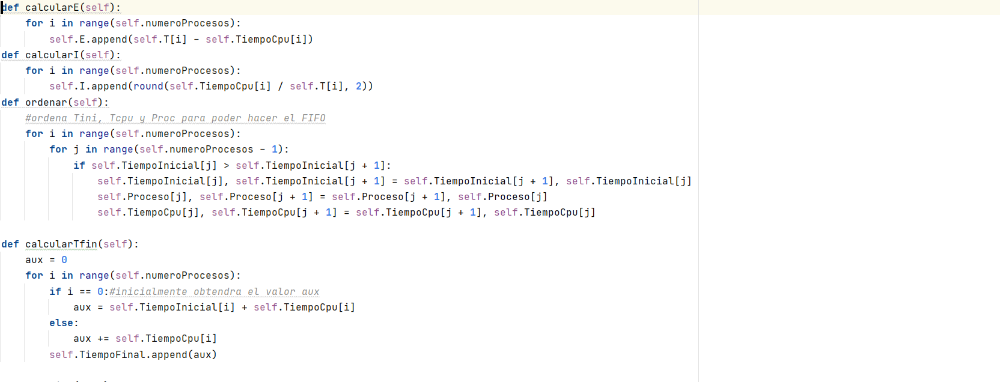 def calcularE(self):
    for i in range(self.numeroProcesos):
        self.E.append(self.T[i] - self.TiempoCpu[i])
def calcularI(self):
    for i in range(self.numeroProcesos):
        self.I.append(round(self.TiempoCpu[i] / self.T[i], 2))
def ordenar(self):
    #ordena Tini, Tcpu y Proc para poder hacer el FIFO
    for i in range(self.numeroProcesos):
        for j in range(self.numeroProcesos - 1):
            if self.TiempoInicial[j] > self.TiempoInicial[j + 1]:
                self.TiempoInicial[j], self.TiempoInicial[j + 1] = self.TiempoInicial[j + 1], self.TiempoInicial[j]
                self.Proceso[j], self.Proceso[j + 1] = self.Proceso[j + 1], self.Proceso[j]
                self.TiempoCpu[j], self.TiempoCpu[j + 1] = self.TiempoCpu[j + 1], self.TiempoCpu[j]

def calcularTfin(self):
    aux = 0
    for i in range(self.numeroProcesos):
        if i == 0:#inicialmente obtendra el valor aux
            aux = self.TiempoInicial[i] + self.TiempoCpu[i]
        else:
            aux += self.TiempoCpu[i]
        self.TiempoFinal.append(aux)